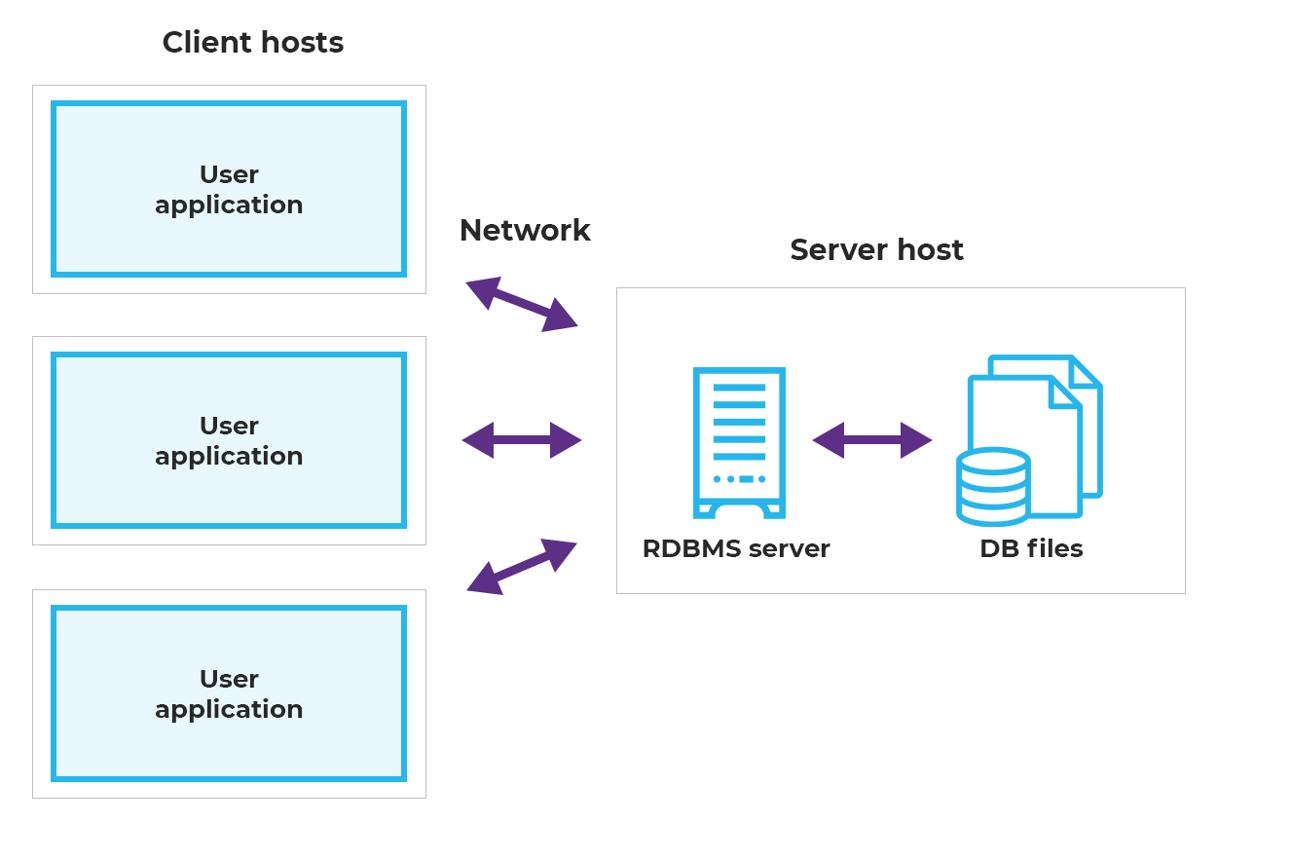 Client hosts
User
application
Network
Server host
User
application
RDBMS server
DB files
User
application